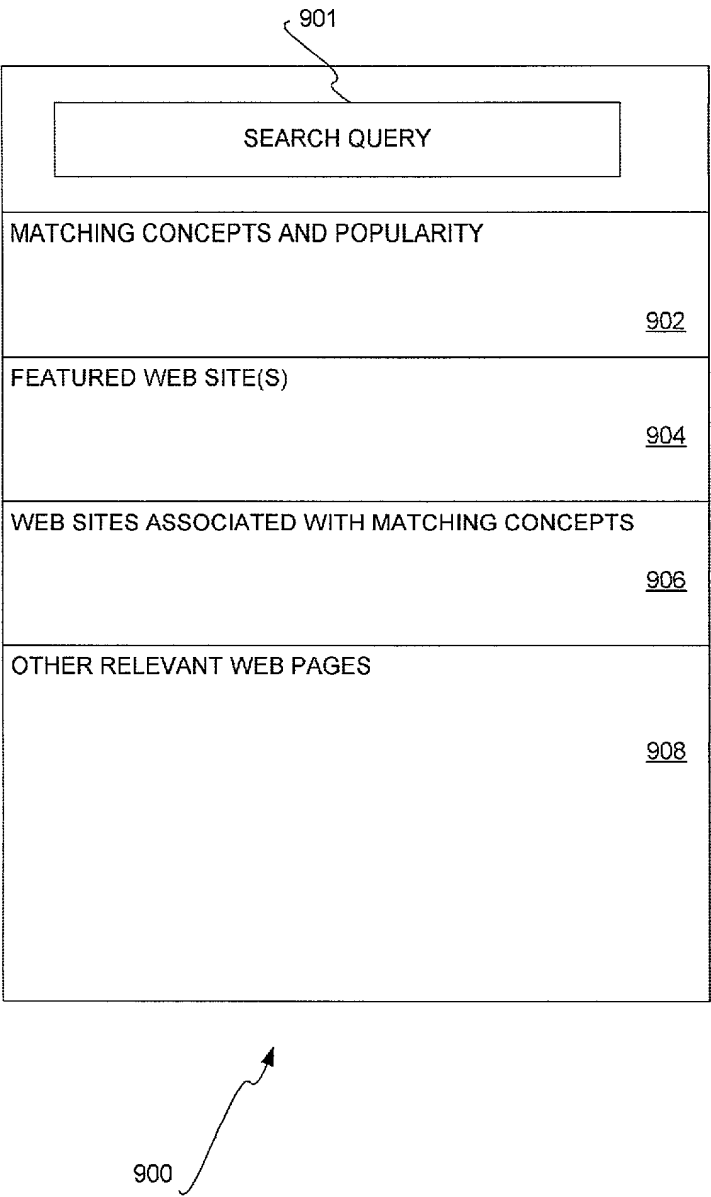 901
SEARCH QUERY
MATCHING CONCEPTS AND POPULARITY
902
FEATURED WEB SITE(S)
904
WEB SITES ASSOCIATED WITH MATCHING CONCEPTS
906
OTHER RELEVANT WEB PAGES
908
900